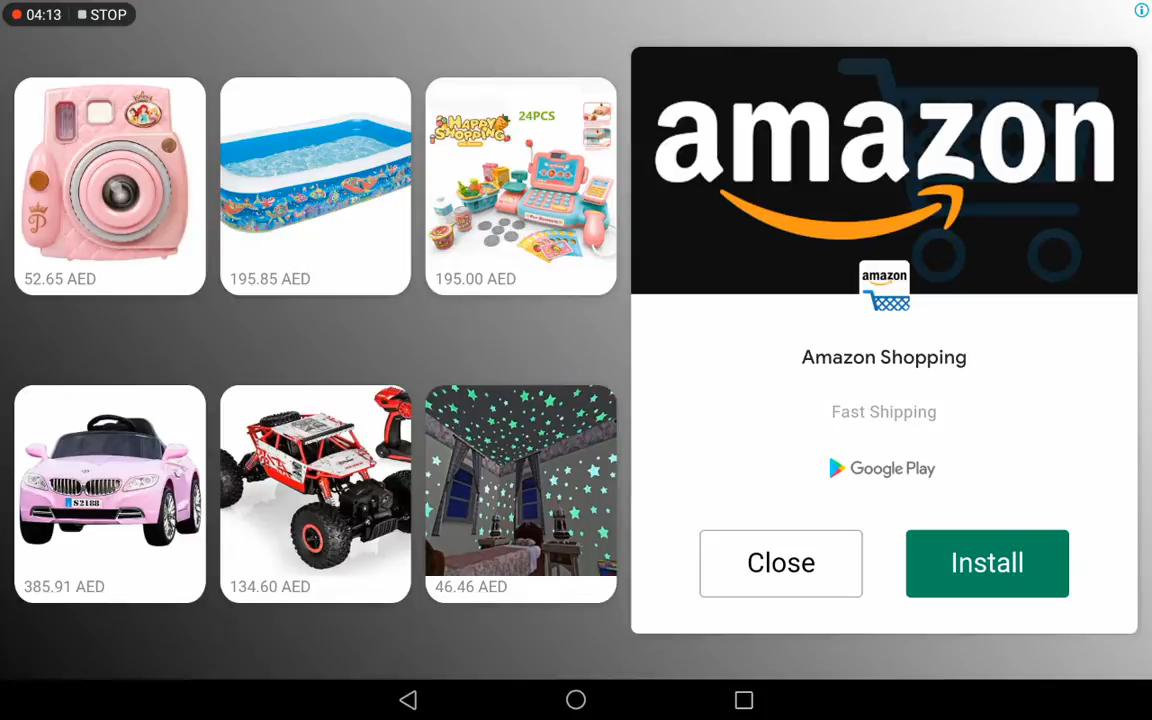 04:13 STOP
52.65 AED
195.85 AED
HAPPY
SHOPPING
24PCS
195.00 AED
amazon
amazon
Amazon Shopping
Fast Shipping
Google Play
Close
Install
P
S2188
385.91 AED
134.60 AED
46.46 AED